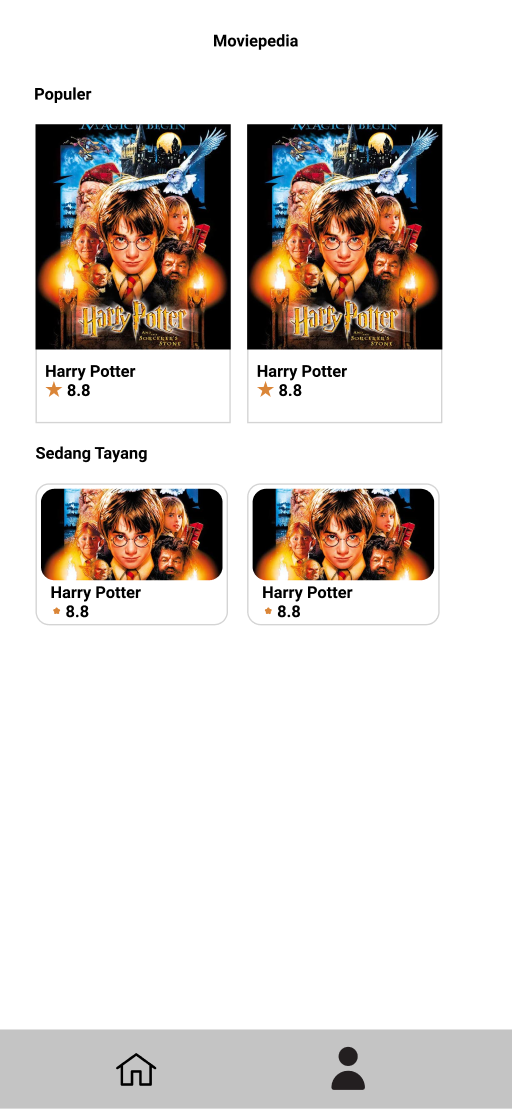 Moviepedia
Populer
MAGIC BEGIN
MAGIC BEGIN
Harry Potter
AND THE
SORCERER'S
STONE
Harry Potter
AND THE
SORCERER'S
STONE
Harry Potter
8.8
Harry Potter
8.8
Sedang Tayang
Harry Potter
8.8
Harry Potter
8.8